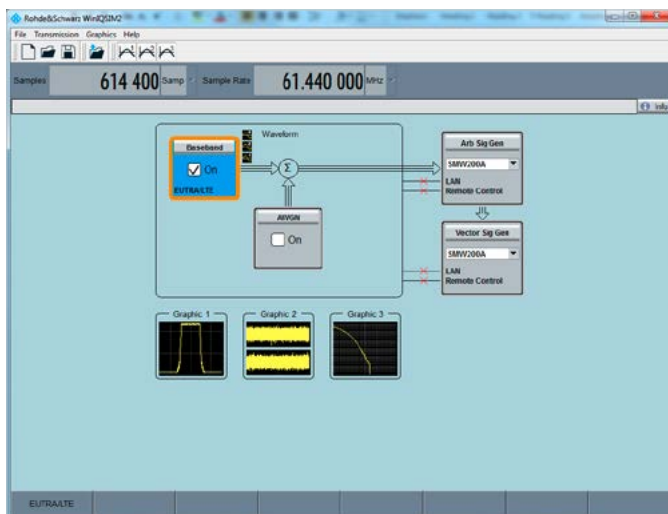 Rohde&Schwarz WinIQSIM2
File Transmission Graphics Help
Samples 614 400 Samp Sample Rate 61.440 000 MHz
Info
Waveform
Baseband
On
EUTRA/LTE
Σ
AWGN
On
Arb Sig Gen
SMW200A
LAN
Remote Control
Vector Sig Gen
SMW200A
LAN
Remote Control
Graphic 1 Graphic 2 Graphic 3
EUTRA/LTE